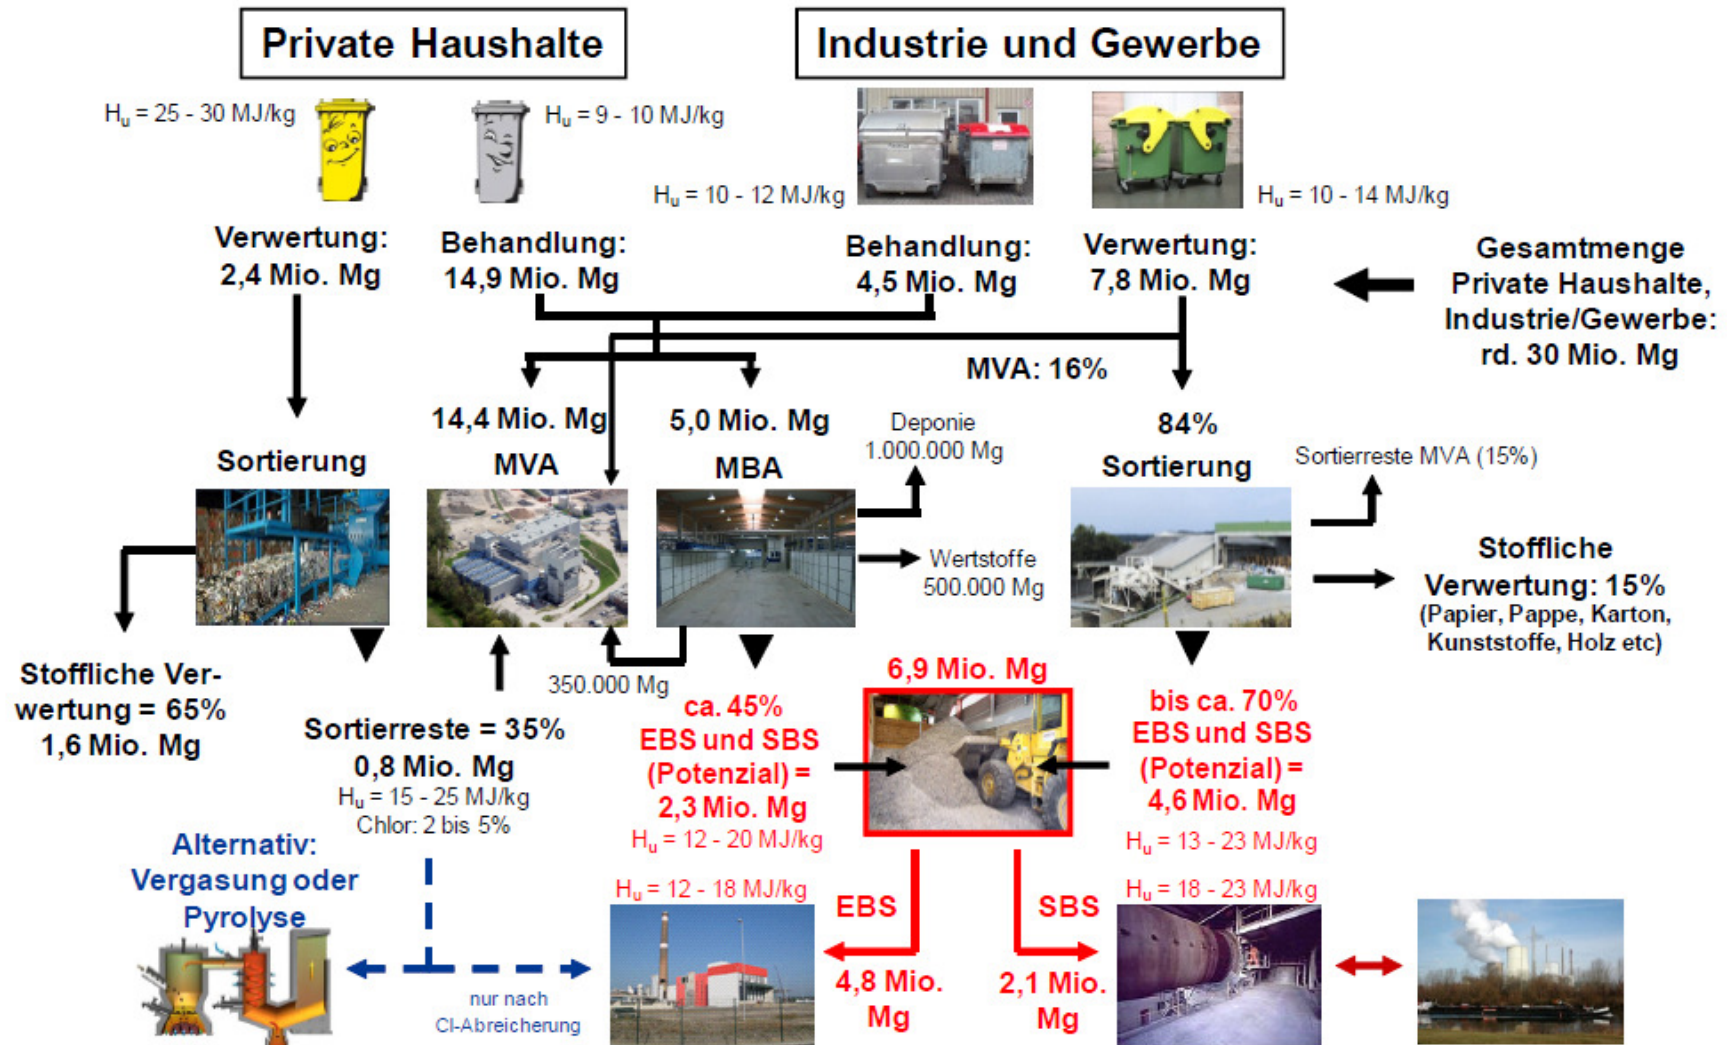 Private Haushalte
Industrie und Gewerbe
Hu = 25 - 30 MJ/kg
Hu = 9 - 10 MJ/kg
Hu = 10 - 12 MJ/kg
Hu = 10 - 14 MJ/kg
Verwertung:
2,4 Mio. Mg
Behandlung:
14,9 Mio. Mg
Behandlung:
4,5 Mio. Mg
Verwertung:
7,8 Mio. Mg
Gesamtmenge
Private Haushalte,
Industrie/Gewerbe:
rd. 30 Mio. Mg
MVA: 16%
14,4 Mio. Mg
MVA
5,0 Mio. Mg
MBA
Deponie
1.000.000 Mg
84%
Sortierung
Sortierung
Sortierreste MVA (15%)
Wertstoffe
500.000 Mg
Stoffliche
Verwertung: 15%
(Papier, Pappe, Karton,
Kunststoffe, Holz etc)
Stoffliche Ver-
wertung = 65%
1,6 Mio. Mg
350.000 Mg
Sortierreste = 35%
0,8 Mio. Mg
Hu = 15 - 25 MJ/kg
Chlor: 2 bis 5%
ca. 45%
EBS und SBS
(Potenzial) =
2,3 Mio. Mg
Hu = 12 - 20 MJ/kg
6,9 Mio. Mg
bis ca. 70%
EBS und SBS
(Potenzial) =
4,6 Mio. Mg
Hu = 13 - 23 MJ/kg
Alternativ:
Vergasung oder
Pyrolyse
nur nach
Cl-Abreicherung
Hu = 12 - 18 MJ/kg
EBS
4,8 Mio.
Mg
SBS
2,1 Mio.
Mg
Hu = 18 - 23 MJ/kg